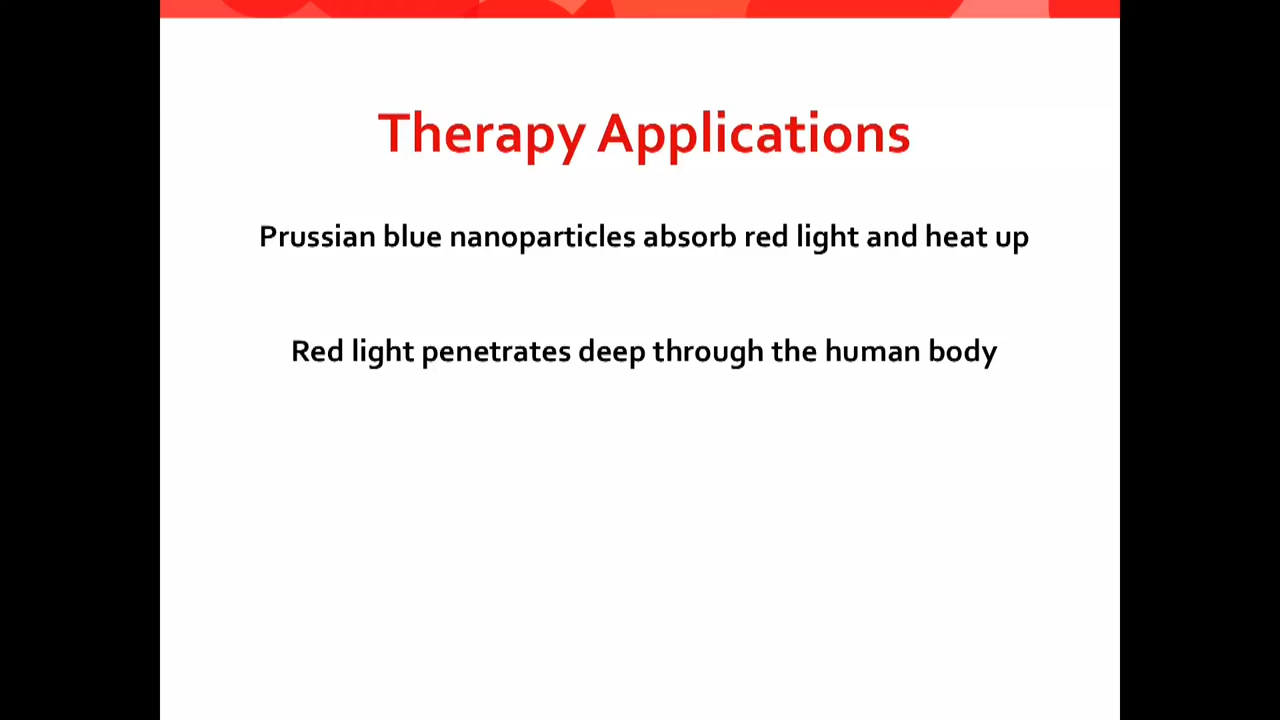 Therapy Applications
Prussian blue nanoparticles absorb red light and heat up
Red light penetrates deep through the human body